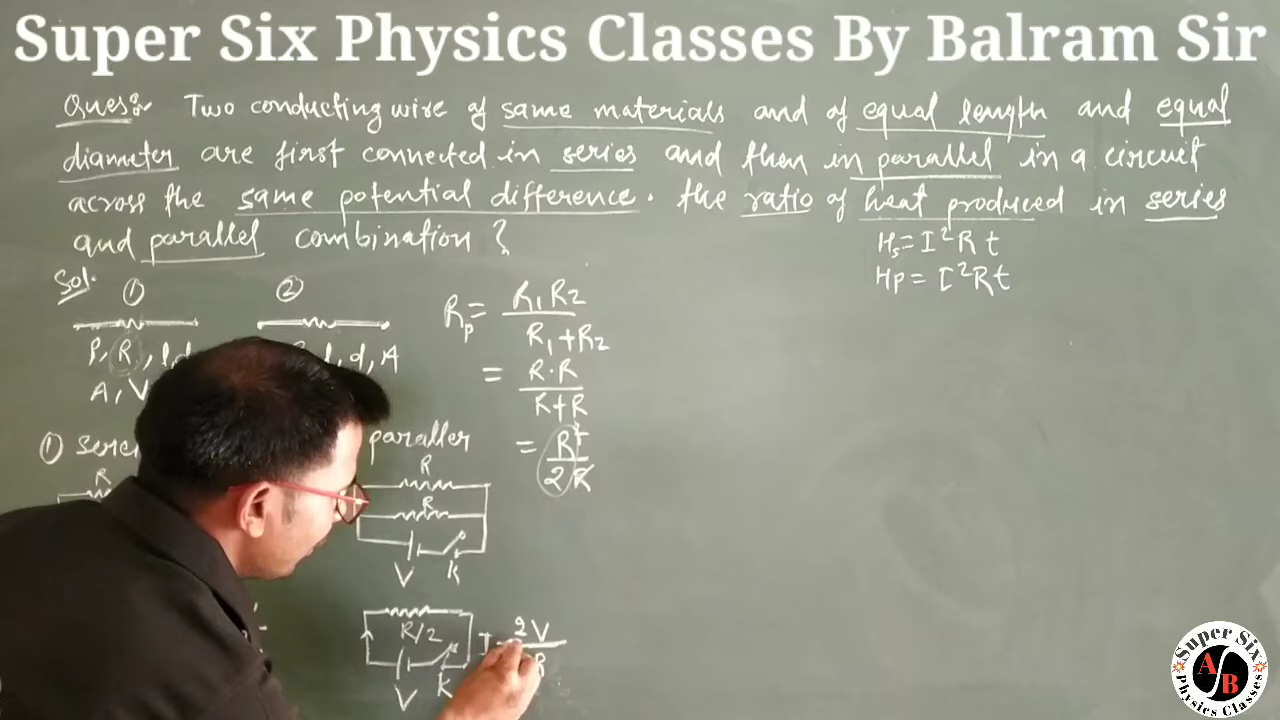 Super Six Physics Classes By Balram Sir
Ques:- Two conducting wire of same materials and of equal length and equal
diameter are first connected in series and then in parallel in a circuit
across the same potential difference. the ratio of heat produced in series
and parallel combination ?
Hs = I²Rt
Hp = I²Rt
Sol.
① ②
P, R, l, d
A, V
l, d, A
Rp = R1R2 / R1+R2
= R·R / R+R
= R² / 2R
①
paraller
R
R
R
V K
R/2
V K
I = 2V / R
Super Six
A/B
Physics Classes